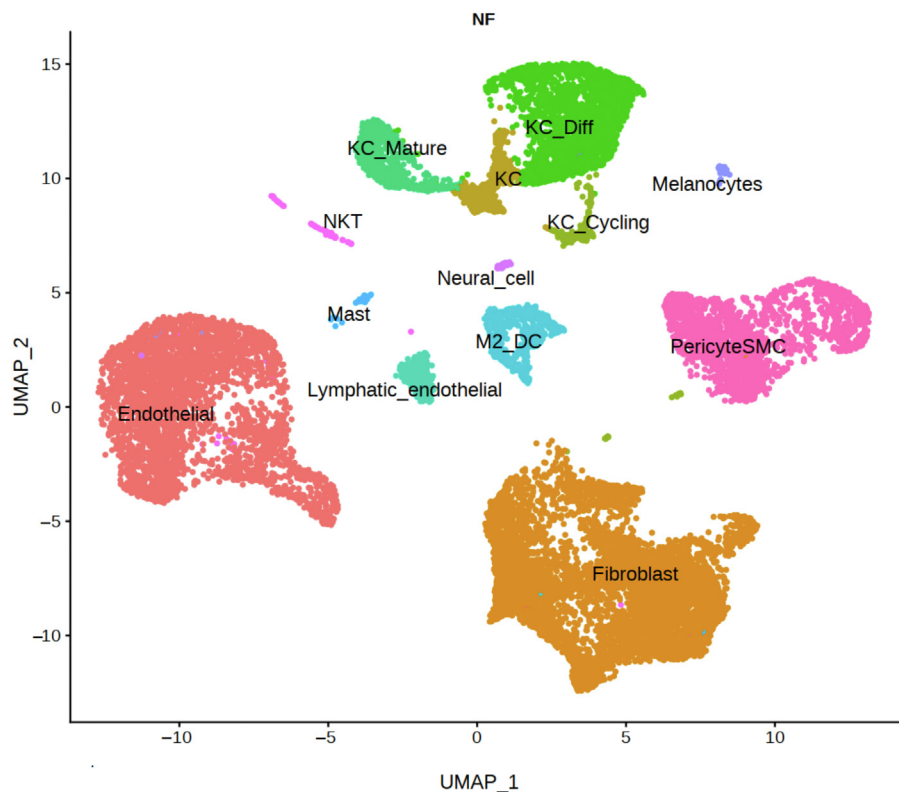 NF
15
KC_Diff
KC_Mature
10
KC
Melanocytes
NKT
KC_Cycling
Neural_cell
5
Mast
M2_DC
PericyteSMC
Lymphatic_endothelial
0
Endothelial
UMAP_2
−5
Fibroblast
−10
−10 −5 0 5 10
UMAP_1